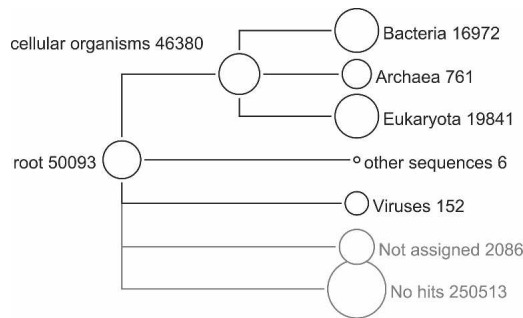 cellular organisms 46380
Bacteria 16972
Archaea 761
Eukaryota 19841
root 50093
other sequences 6
Viruses 152
Not assigned 2086
No hits 250513